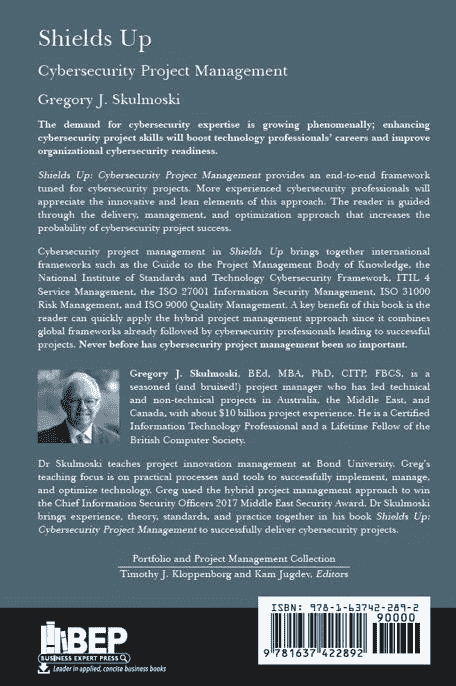 Shields Up
Cybersecurity Project Management
Gregory J. Skulmoski
The demand for cybersecurity expertise is growing phenomenally; enhancing
cybersecurity project skills will boost technology professionals' careers and improve
organizational cybersecurity readiness.
Shields Up: Cybersecurity Project Management provides an end-to-end framework
tuned for cybersecurity projects. More experienced cybersecurity professionals will
appreciate the innovative and lean elements of this approach. The reader is guided
through the delivery, management, and optimization approach that increases the
probability of cybersecurity project success.
Cybersecurity project management in Shields Up brings together international
frameworks such as the Guide to the Project Management Body of Knowledge, the
National Institute of Standards and Technology Cybersecurity Framework, ITIL 4
Service Management, the ISO 27001 Information Security Management, ISO 31000
Risk Management, and ISO 9000 Quality Management. A key benefit of this book is the
reader can quickly apply the hybrid project management approach since it combines
global frameworks already followed by cybersecurity professionals leading to successful
projects. Never before has cybersecurity project management been so important.
Gregory J. Skulmoski, BEd, MBA, PhD, CITP, FBCS, is a
seasoned (and bruised!) project manager who has led technical
and non-technical projects in Australia, the Middle East, and
Canada, with about $10 billion project experience. He is a Certified
Information Technology Professional and a Lifetime Fellow of the
British Computer Society.
Dr Skulmoski teaches project innovation management at Bond University. Greg's
teaching focus is on practical processes and tools to successfully implement, manage,
and optimize technology. Greg used the hybrid project management approach to win
the Chief Information Security Officers 2017 Middle East Security Award. Dr Skulmoski
brings experience, theory, standards, and practice together in his book Shields Up:
Cybersecurity Project Management to successfully deliver cybersecurity projects.
Portfolio and Project Management Collection
Timothy J. Kloppenborg and Kam Jugdev, Editors
BEP
BUSINESS EXPERT PRESS
Leader in applied, concise business books
ISBN: 978-1-63742-289-2
90000
9 781637 422892